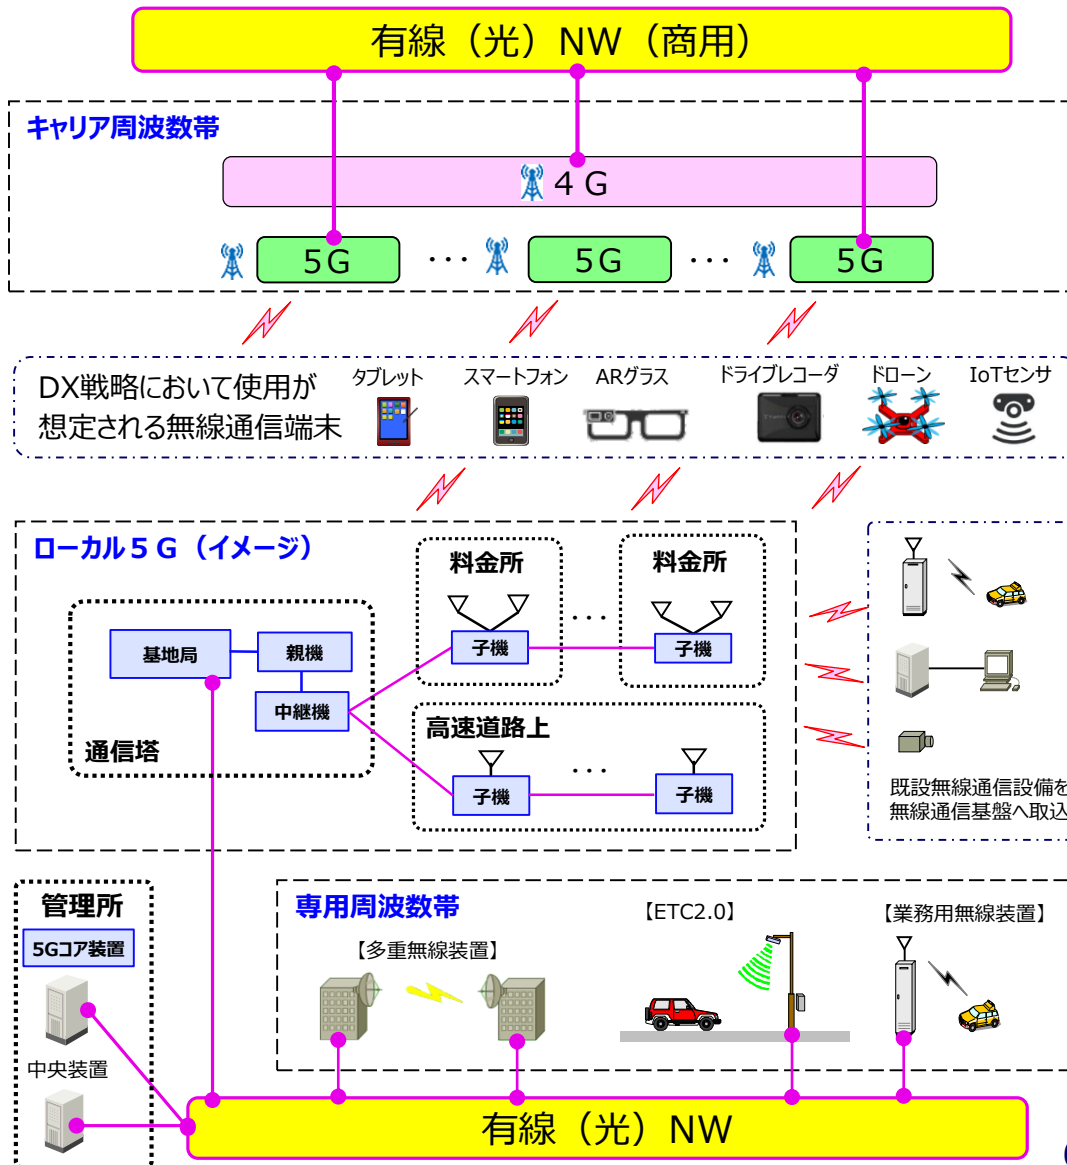 有線（光）NW（商用）
キャリア周波数帯
４Ｇ
５G
･･･
５G
･･･
５G
DX戦略において使用が
想定される無線通信端末
タブレット
スマートフォン
ARグラス
ドライブレコーダ
ドローン
IoTセンサ
ローカル５Ｇ（イメージ）
料金所
･･･
料金所
子機
子機
基地局
親機
中継機
通信塔
高速道路上
･･･
子機
子機
既設無線通信設備を
無線通信基盤へ取込
管理所
5Gコア装置
中央装置
専用周波数帯
【多重無線装置】
【ETC2.0】
【業務用無線装置】
有線（光）NW